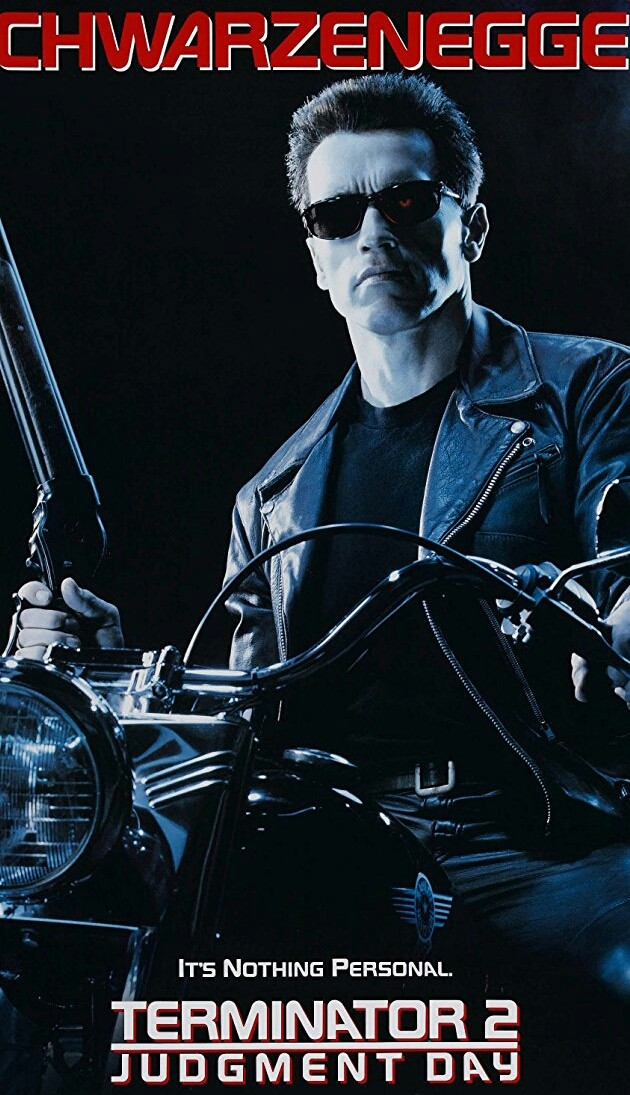 CHWARZENEGGE
IT'S NOTHING PERSONAL.
TERMINATOR 2
JUDGMENT DAY